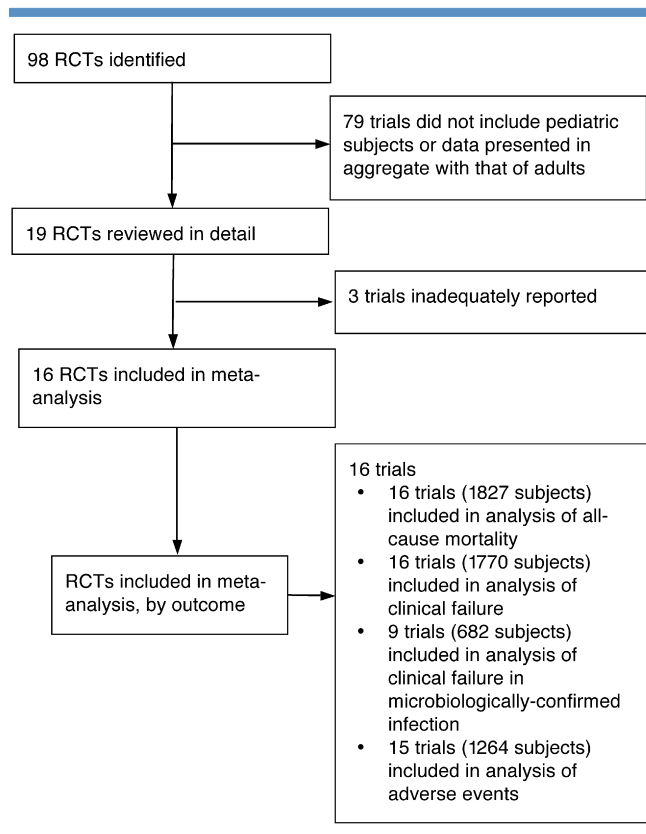 98 RCTs identified
79 trials did not include pediatric
subjects or data presented in
aggregate with that of adults
19 RCTs reviewed in detail
3 trials inadequately reported
16 RCTs included in meta-
analysis
16 trials
• 16 trials (1827 subjects)
included in analysis of all-
cause mortality
• 16 trials (1770 subjects)
included in analysis of
clinical failure
• 9 trials (682 subjects)
included in analysis of
clinical failure in
microbiologically-confirmed
infection
• 15 trials (1264 subjects)
included in analysis of
adverse events
RCTs included in meta-
analysis, by outcome